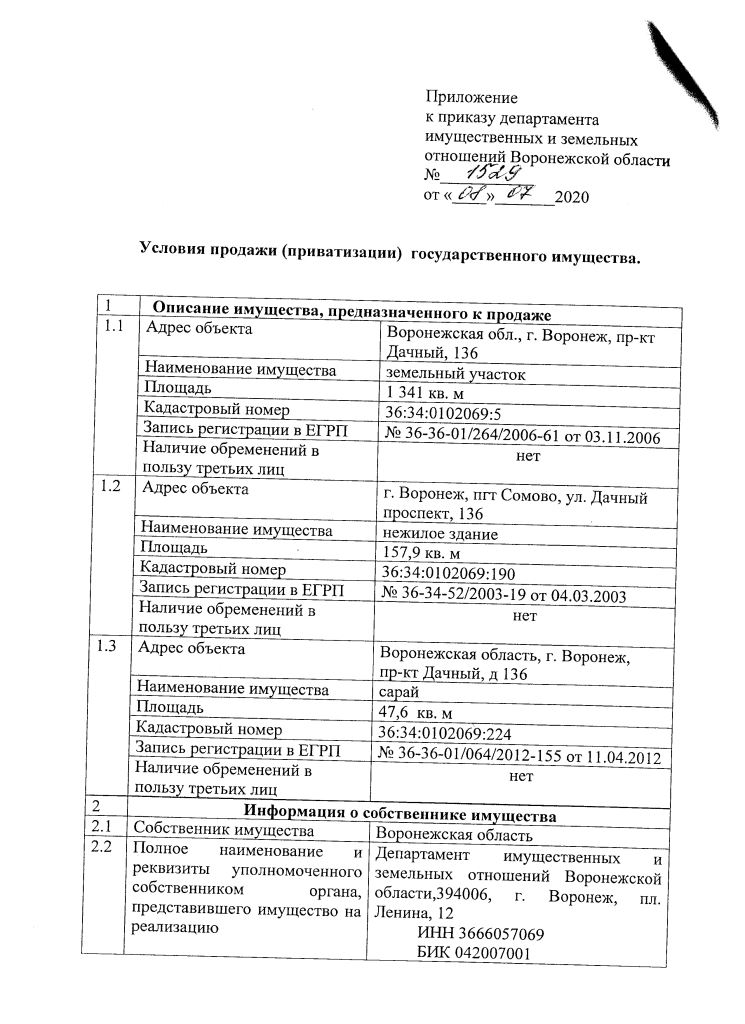 Приложение
к приказу департамента
имущественных и земельных
отношений Воронежской области
№ 1529
от « 08 » 07 2020
Условия продажи (приватизации) государственного имущества.
1 Описание имущества, предназначенного к продаже
1.1 Адрес объекта Воронежская обл., г. Воронеж, пр-кт
Дачный, 136
Наименование имущества земельный участок
Площадь 1 341 кв. м
Кадастровый номер 36:34:0102069:5
Запись регистрации в ЕГРП № 36-36-01/264/2006-61 от 03.11.2006
Наличие обременений в нет
пользу третьих лиц
1.2 Адрес объекта г. Воронеж, пгт Сомово, ул. Дачный
проспект, 136
Наименование имущества нежилое здание
Площадь 157,9 кв. м
Кадастровый номер 36:34:0102069:190
Запись регистрации в ЕГРП № 36-34-52/2003-19 от 04.03.2003
Наличие обременений в нет
пользу третьих лиц
1.3 Адрес объекта Воронежская область, г. Воронеж,
пр-кт Дачный, д 136
Наименование имущества сарай
Площадь 47,6 кв. м
Кадастровый номер 36:34:0102069:224
Запись регистрации в ЕГРП № 36-36-01/064/2012-155 от 11.04.2012
Наличие обременений в нет
пользу третьих лиц
2 Информация о собственнике имущества
2.1 Собственник имущества Воронежская область
2.2 Полное наименование и Департамент имущественных и
реквизиты уполномоченного земельных отношений Воронежской
собственником органа, области,394006, г. Воронеж, пл.
представившего имущество на Ленина, 12
реализацию ИНН 3666057069
БИК 042007001